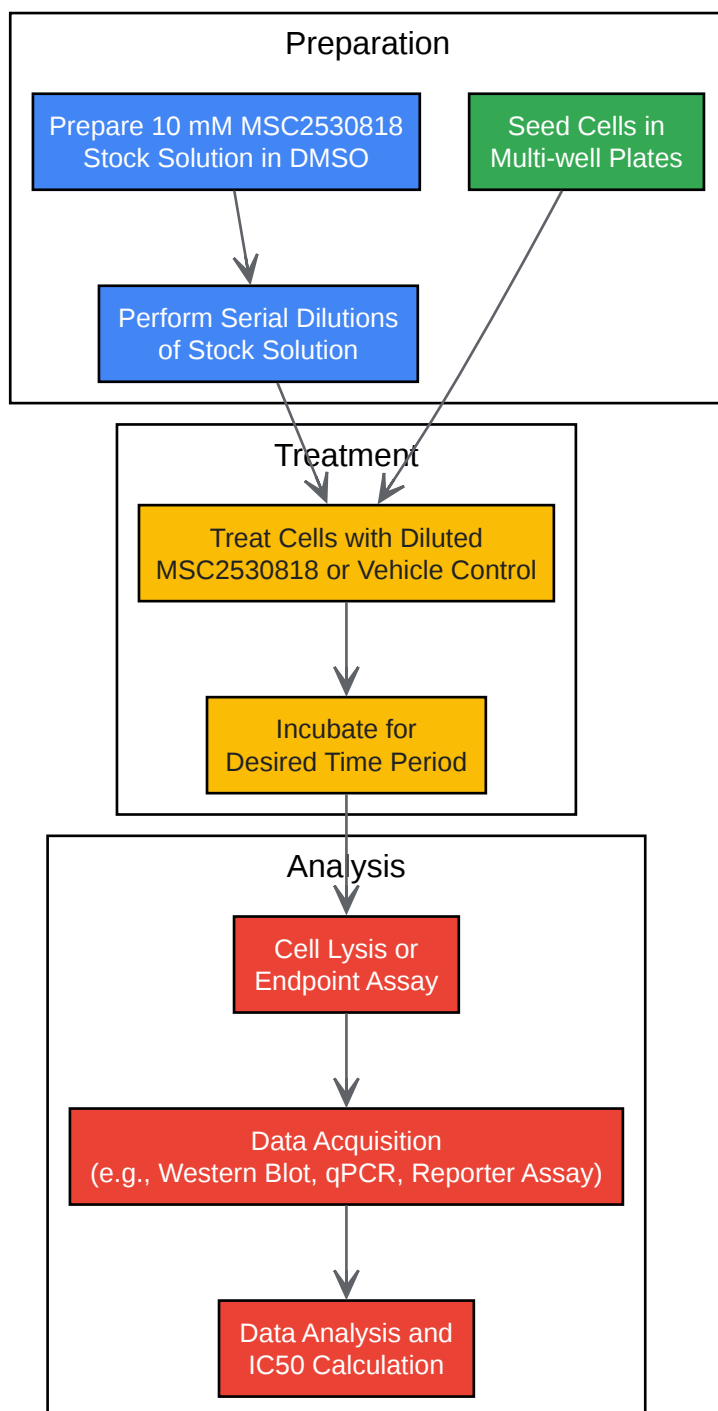 Preparation
Prepare 10 mM MSC2530818
Stock Solution in DMSO
Seed Cells in
Multi-well Plates
Perform Serial Dilutions
of Stock Solution
Treatment
Treat Cells with Diluted
MSC2530818 or Vehicle Control
Incubate for
Desired Time Period
Analysis
Cell Lysis or
Endpoint Assay
Data Acquisition
(e.g., Western Blot, qPCR, Reporter Assay)
Data Analysis and
IC50 Calculation